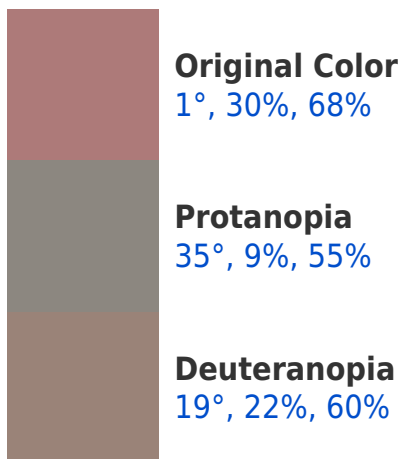 Original Color
1°, 30%, 68%
Protanopia
35°, 9%, 55%
Deuteranopia
19°, 22%, 60%